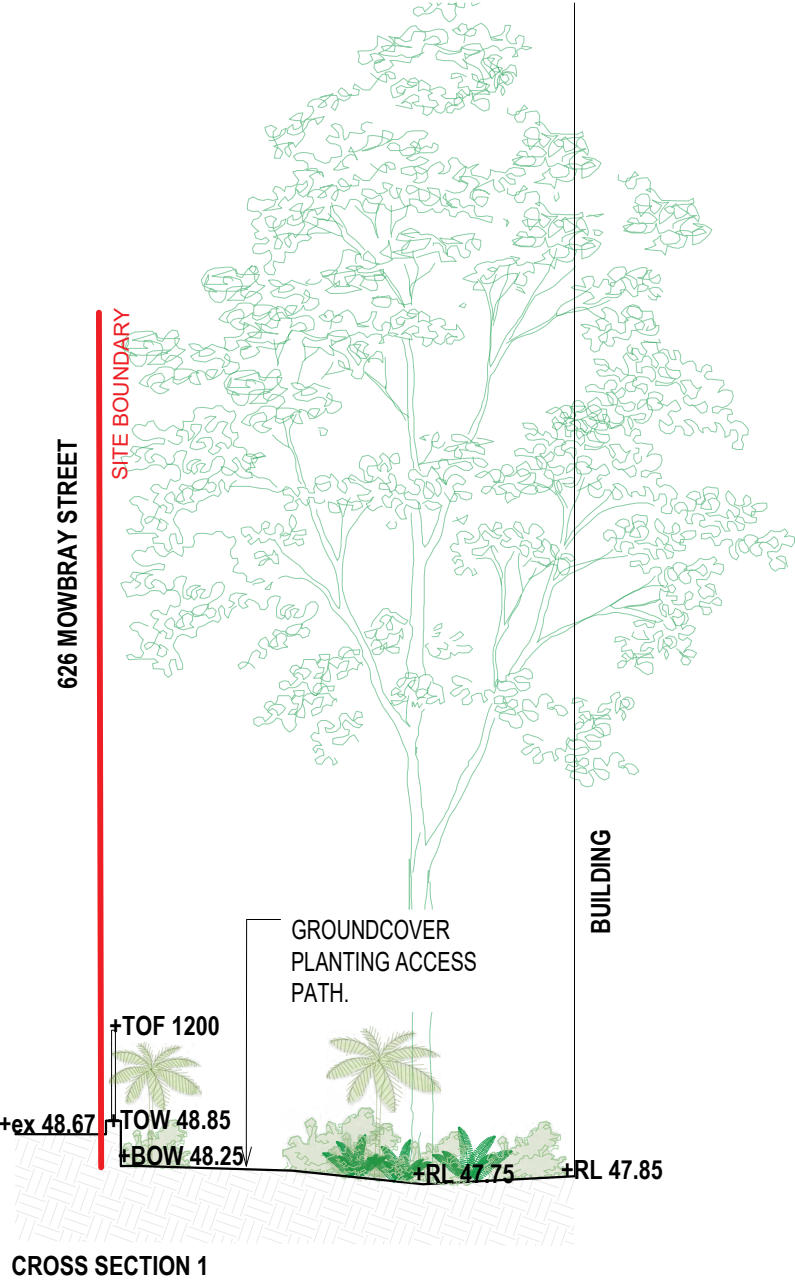 SITE BOUNDARY
626 MOWBRAY STREET
BUILDING
GROUNDCOVER
PLANTING ACCESS
PATH.
+TOF 1200
+ex 48.67
+TOW 48.85
+BOW 48.25
+RL 47.75
+RL 47.85
CROSS SECTION 1